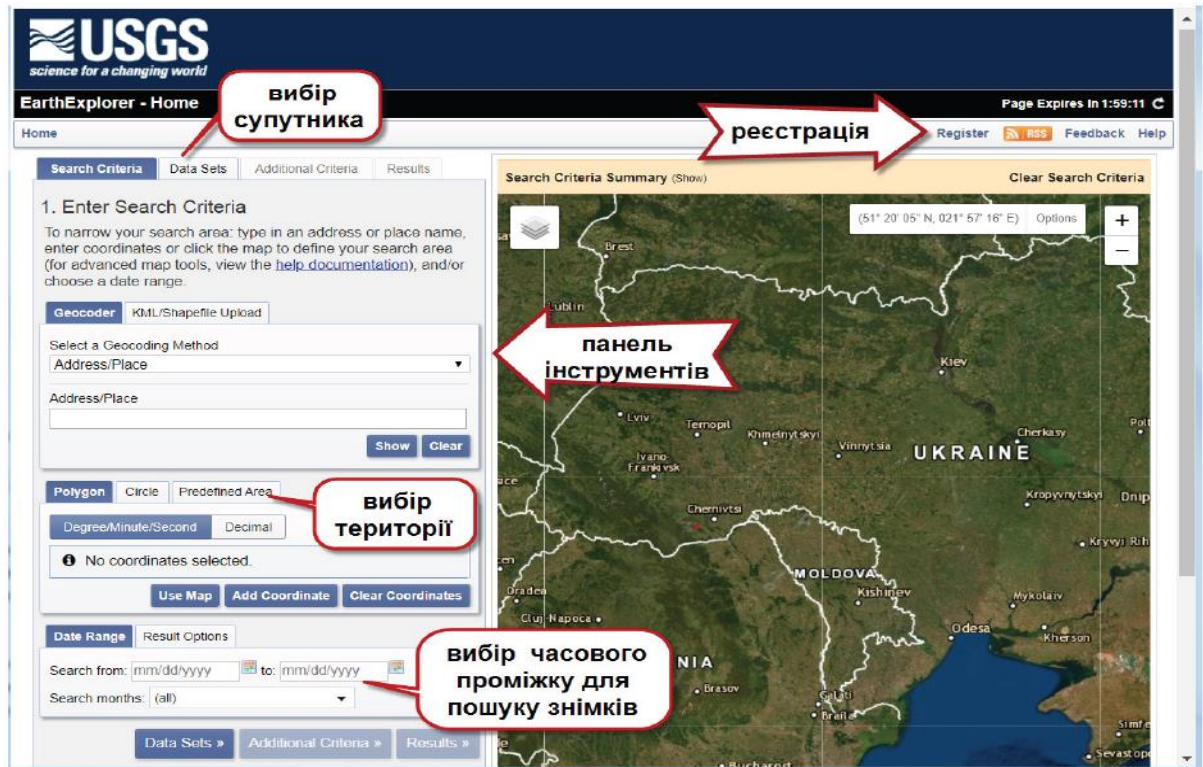 USGS
science for a changing world
EarthExplorer - Home
Page Expires In 1:59:11
вибір
супутника
реєстрація
Home
Register RSS Feedback Help
Search Criteria Data Sets Additional Criteria Results
1. Enter Search Criteria
To narrow your search area: type in an address or place name,
enter coordinates or click the map to define your search area
(for advanced map tools, view the help documentation), and/or
choose a date range.
Geocoder KML/Shapefile Upload
Select a Geocoding Method
Address/Place
Address/Place
Show Clear
панель
інструментів
Polygon Circle Predefined Area
вибір
території
Degree/Minute/Second Decimal
No coordinates selected.
Use Map Add Coordinate Clear Coordinates
Date Range Result Options
Search from: mm/dd/yyyy to: mm/dd/yyyy
Search months: (all)
вибір часового
проміжку для
пошуку знімків
Data Sets » Additional Criteria » Results »
Search Criteria Summary (Show)
Clear Search Criteria
(51° 20' 05" N, 021° 57' 16" E) Options
+
−
Brest
Lublin
Kiev
Lviv
Ternopil
Khmelnytskyi
Vinnytsia
Cherkasy
Polt
UKRAINE
Ivano-
Frankivsk
Chernivtsi
Kropyvnytskyi
Dnip
Kryvyi Rih
MOLDOVA
Kishinev
Oradea
Cluj-Napoca
Mykolaiv
Odesa
Kherson
NIA
Brasov
Galati
Braila
Simfe
Sevastop
Bucharest